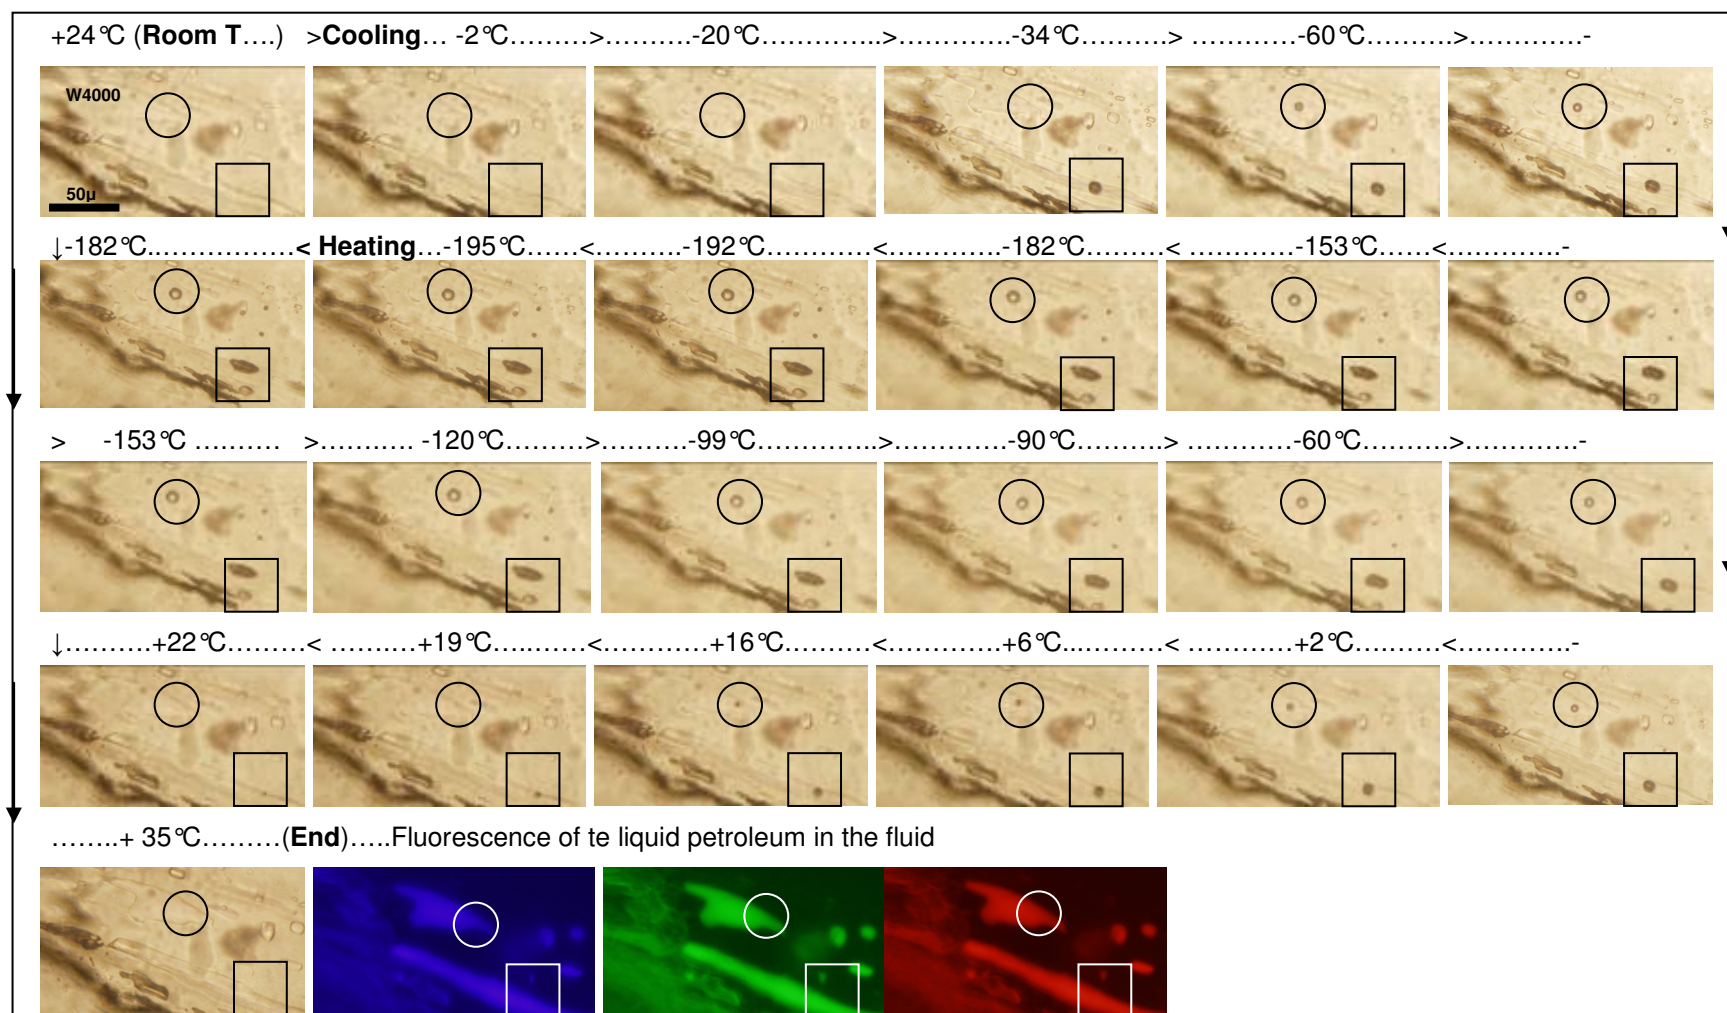 +24°C (Room T....) >Cooling... -2°C.........>.........-20°C..............>.............-34°C.........> ............-60°C.........>............-
W4000
50µ
↓-182°C..................< Heating...-195°C......<..........-192°C............<..............-182°C.........< ............-153°C......<.............-
> -153°C .......... >........... -120°C.........>..........-99°C.............>.............-90°C.........> ............-60°C.........>............-
↓..........+22°C.........< ..........+19°C..........<.............+16°C..........<.............+6°C............< ............+2°C..........<.............-
........+ 35°C.........(End).....Fluorescence of te liquid petroleum in the fluid